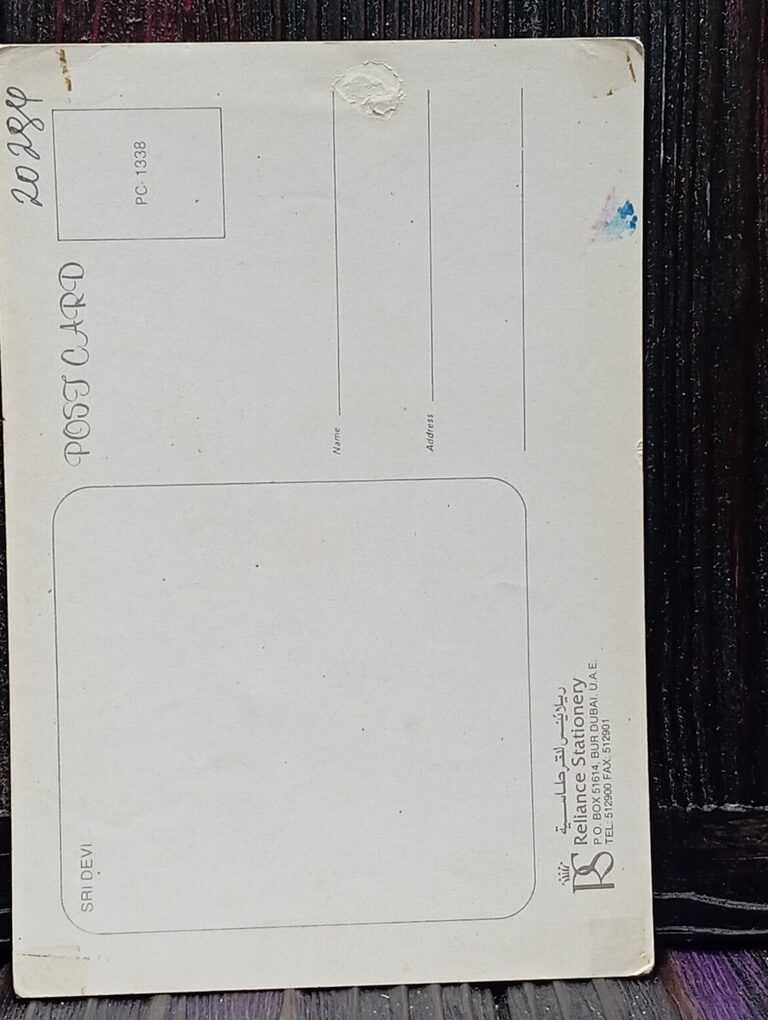 20284
POST CARD
PC-1338
SRI DEVI
Name
Address
ريلاينس للقرطاسية
Reliance Stationery
P.O. BOX 51614, BUR DUBAI, U.A.E.
TEL: 512900 FAX: 512901
RS